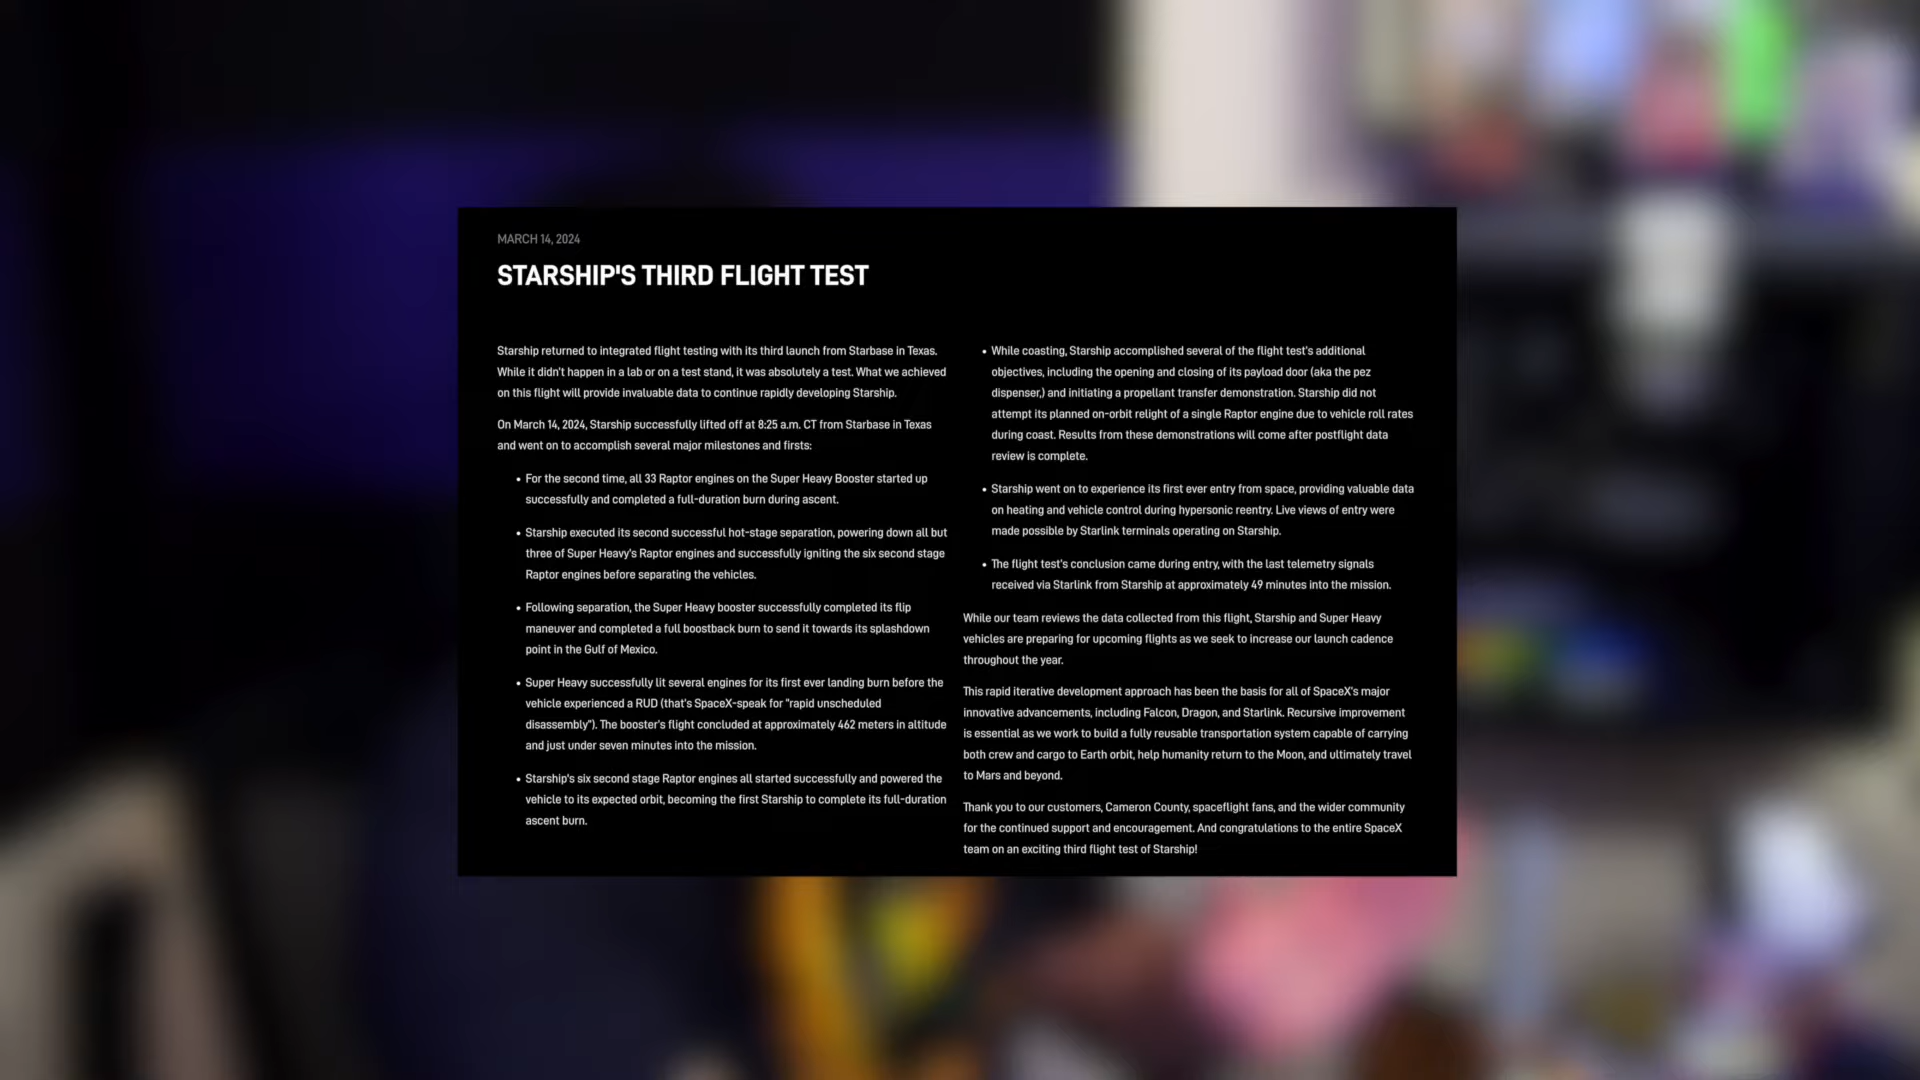 MARCH 14, 2024
STARSHIP'S THIRD FLIGHT TEST
Starship returned to integrated flight testing with its third launch from Starbase in Texas.
While it didn't happen in a lab or on a test stand, it was absolutely a test. What we achieved
on this flight will provide invaluable data to continue rapidly developing Starship.
On March 14, 2024, Starship successfully lifted off at 8:25 a.m. CT from Starbase in Texas
and went on to accomplish several major milestones and firsts:
• For the second time, all 33 Raptor engines on the Super Heavy Booster started up
successfully and completed a full-duration burn during ascent.
• Starship executed its second successful hot-stage separation, powering down all but
three of Super Heavy's Raptor engines and successfully igniting the six second stage
Raptor engines before separating the vehicles.
• Following separation, the Super Heavy booster successfully completed its flip
maneuver and completed a full boostback burn to send it towards its splashdown
point in the Gulf of Mexico.
• Super Heavy successfully lit several engines for its first ever landing burn before the
vehicle experienced a RUD (that's SpaceX-speak for "rapid unscheduled
disassembly"). The booster's flight concluded at approximately 462 meters in altitude
and just under seven minutes into the mission.
• Starship's six second stage Raptor engines all started successfully and powered the
vehicle to its expected orbit, becoming the first Starship to complete its full-duration
ascent burn.
• While coasting, Starship accomplished several of the flight test's additional
objectives, including the opening and closing of its payload door (aka the pez
dispenser,) and initiating a propellant transfer demonstration. Starship did not
attempt its planned on-orbit relight of a single Raptor engine due to vehicle roll rates
during coast. Results from these demonstrations will come after postflight data
review is complete.
• Starship went on to experience its first ever entry from space, providing valuable data
on heating and vehicle control during hypersonic reentry. Live views of entry were
made possible by Starlink terminals operating on Starship.
• The flight test's conclusion came during entry, with the last telemetry signals
received via Starlink from Starship at approximately 49 minutes into the mission.
While our team reviews the data collected from this flight, Starship and Super Heavy
vehicles are preparing for upcoming flights as we seek to increase our launch cadence
throughout the year.
This rapid iterative development approach has been the basis for all of SpaceX's major
innovative advancements, including Falcon, Dragon, and Starlink. Recursive improvement
is essential as we work to build a fully reusable transportation system capable of carrying
both crew and cargo to Earth orbit, help humanity return to the Moon, and ultimately travel
to Mars and beyond.
Thank you to our customers, Cameron County, spaceflight fans, and the wider community
for the continued support and encouragement. And congratulations to the entire SpaceX
team on an exciting third flight test of Starship!